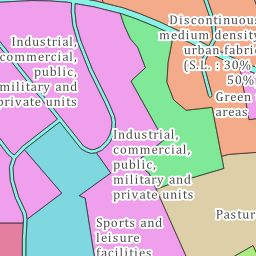 Discontinuous
medium density
urban fabric
(S.L. : 30% -
50%
Industrial,
commercial,
public,
military and
private units
Green
areas
Industrial,
commercial,
public,
military and
private units
Pastur
Sports and
leisure
facilities